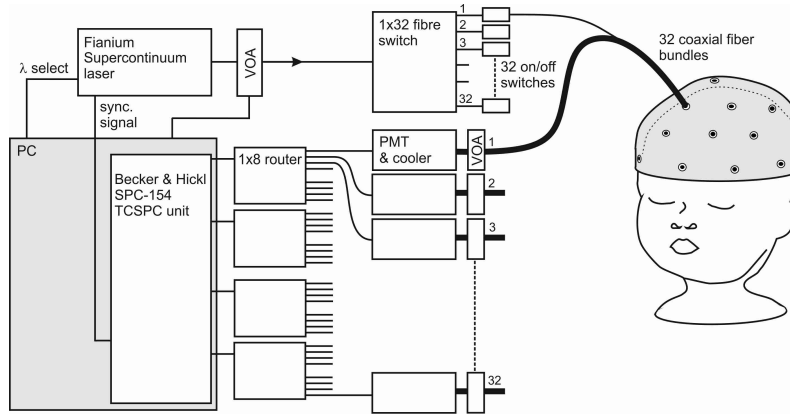 Fianium
Supercontinuum
laser
VOA
1x32 fibre
switch
1
2
3
32
32 on/off
switches
32 coaxial fiber
bundles
λ select
sync.
signal
PC
Becker & Hickl
SPC-154
TCSPC unit
1x8 router
PMT
& cooler
VOA
1
2
3
32